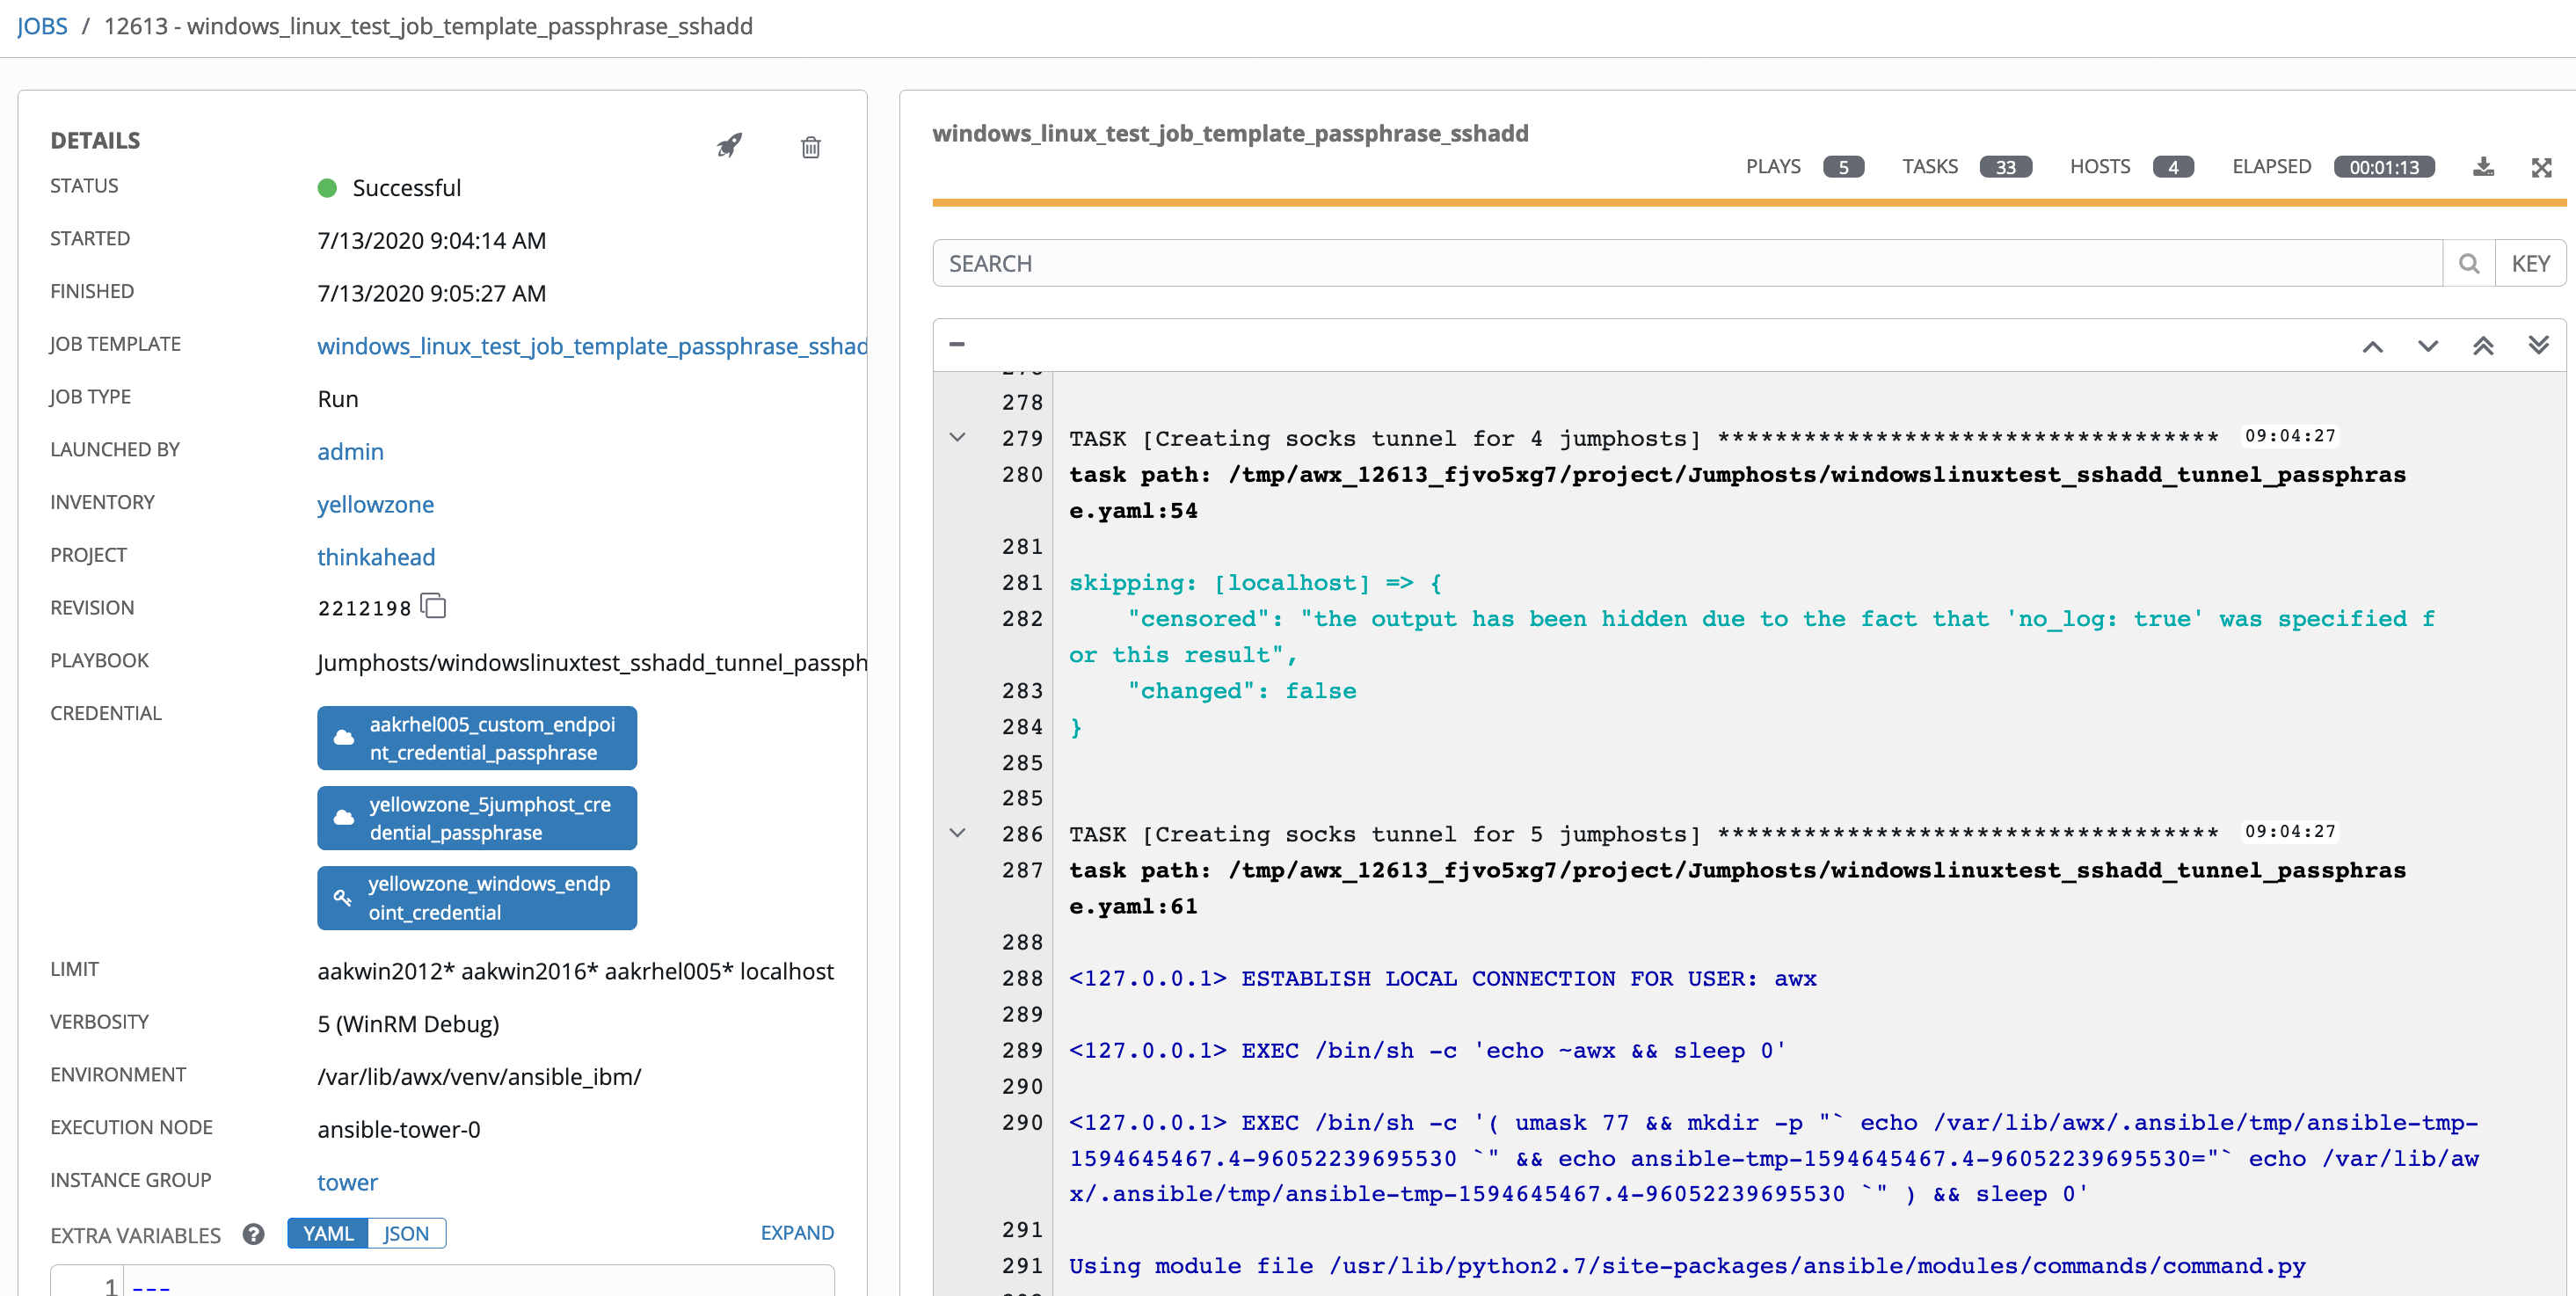 JOBS / 12613 - windows_linux_test_job_template_passphrase_sshadd
DETAILS
STATUS Successful
STARTED 7/13/2020 9:04:14 AM
FINISHED 7/13/2020 9:05:27 AM
JOB TEMPLATE windows_linux_test_job_template_passphrase_sshad
JOB TYPE Run
LAUNCHED BY admin
INVENTORY yellowzone
PROJECT thinkahead
REVISION 2212198
PLAYBOOK Jumphosts/windowslinuxtest_sshadd_tunnel_passph
CREDENTIAL
aakrhel005_custom_endpoi
nt_credential_passphrase
yellowzone_5jumphost_cre
dential_passphrase
yellowzone_windows_endp
oint_credential
LIMIT aakwin2012* aakwin2016* aakrhel005* localhost
VERBOSITY 5 (WinRM Debug)
ENVIRONMENT /var/lib/awx/venv/ansible_ibm/
EXECUTION NODE ansible-tower-0
INSTANCE GROUP tower
EXTRA VARIABLES ? YAML JSON EXPAND
1 ---
windows_linux_test_job_template_passphrase_sshadd
PLAYS 5 TASKS 33 HOSTS 4 ELAPSED 00:01:13
SEARCH KEY
278
279 TASK [Creating socks tunnel for 4 jumphosts] *********************************** 09:04:27
280 task path: /tmp/awx_12613_fjvo5xg7/project/Jumphosts/windowslinuxtest_sshadd_tunnel_passphras
e.yaml:54
281
281 skipping: [localhost] => {
282 "censored": "the output has been hidden due to the fact that 'no_log: true' was specified f
or this result",
283 "changed": false
284 }
285
285
286 TASK [Creating socks tunnel for 5 jumphosts] *********************************** 09:04:27
287 task path: /tmp/awx_12613_fjvo5xg7/project/Jumphosts/windowslinuxtest_sshadd_tunnel_passphras
e.yaml:61
288
288 <127.0.0.1> ESTABLISH LOCAL CONNECTION FOR USER: awx
289
289 <127.0.0.1> EXEC /bin/sh -c 'echo ~awx && sleep 0'
290
290 <127.0.0.1> EXEC /bin/sh -c '( umask 77 && mkdir -p "` echo /var/lib/awx/.ansible/tmp/ansible-tmp-
1594645467.4-96052239695530 `" && echo ansible-tmp-1594645467.4-96052239695530="` echo /var/lib/aw
x/.ansible/tmp/ansible-tmp-1594645467.4-96052239695530 `" ) && sleep 0'
291
291 Using module file /usr/lib/python2.7/site-packages/ansible/modules/commands/command.py